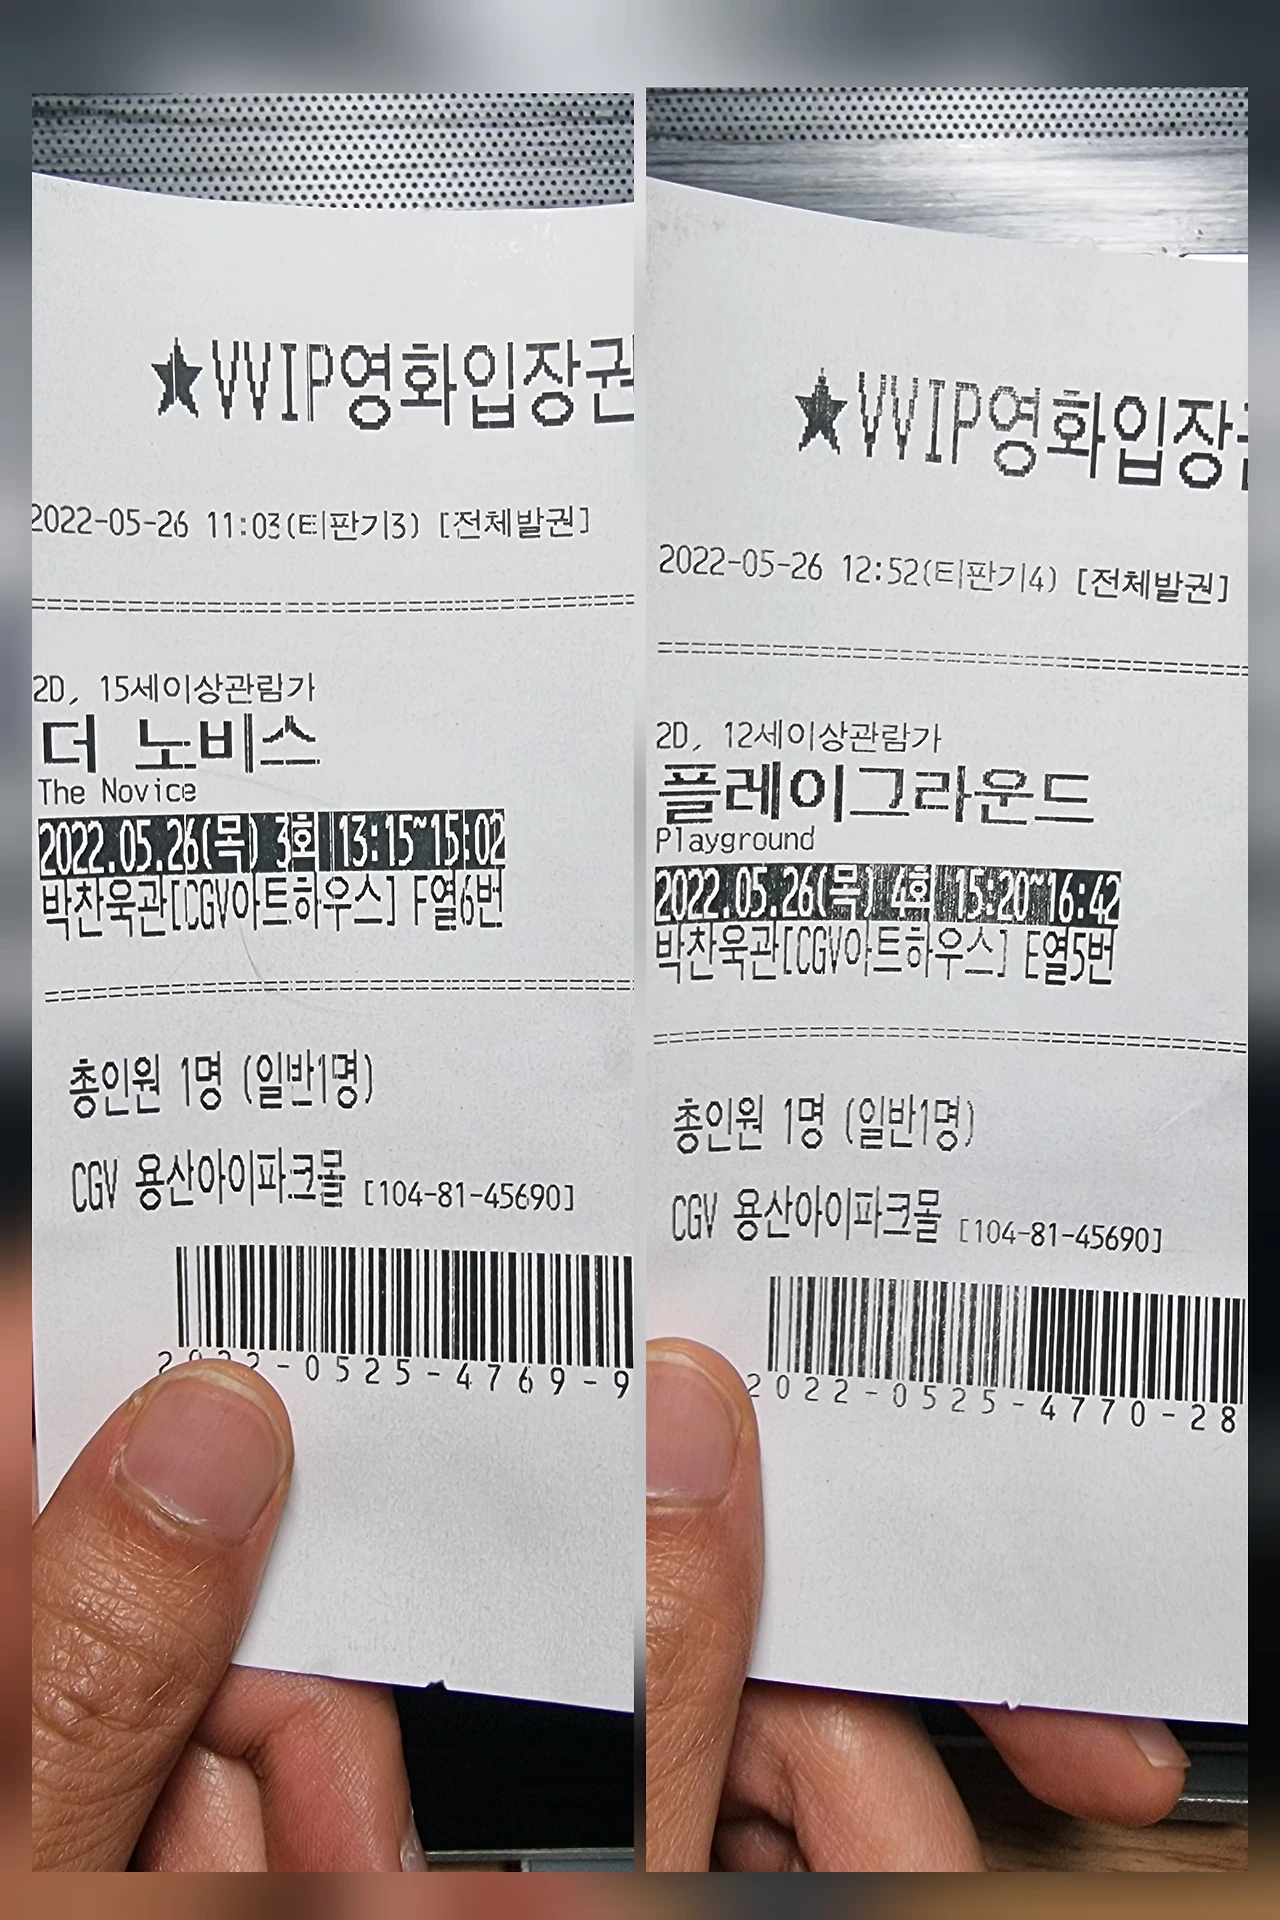 ★VVIP영화입장권
2022-05-26 11:03(티판기3) [전체발권]
2D, 15세이상관람가
더 노비스
The Novice
2022.05.26(목) 3회 13:15~15:02
박찬욱관[CGV아트하우스] F열6번
총인원 1명 (일반1명)
CGV 용산아이파크몰 [104-81-45690]
2022-0525-4769-9
★VVIP영화입장
2022-05-26 12:52(티판기4) [전체발권]
2D, 12세이상관람가
플레이그라운드
Playground
2022.05.26(목) 4회 15:20~16:42
박찬욱관[CGV아트하우스] E열5번
총인원 1명 (일반1명)
CGV 용산아이파크몰 [104-81-45690]
2022-0525-4770-28